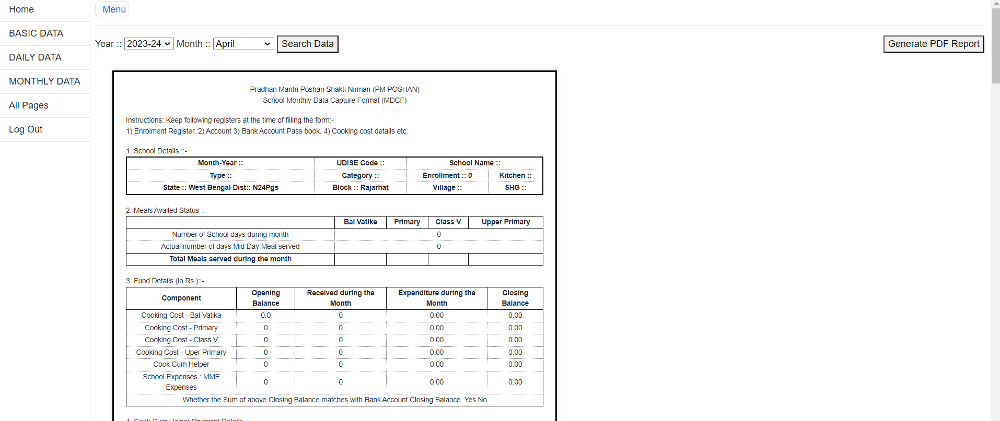 Home
BASIC DATA
DAILY DATA
MONTHLY DATA
All Pages
Log Out
Menu
Year :: 2023-24 Month :: April Search Data Generate PDF Report
Pradhan Mantri Poshan Shakti Nirman (PM POSHAN)
School Monthly Data Capture Format (MDCF)
Instructions: Keep following registers at the time of filling the form:-
1) Enrolment Register. 2) Account 3) Bank Account Pass book. 4) Cooking cost details etc.
1. School Details ::-
Month-Year :: UDISE Code :: School Name ::
Type :: Category :: Enrollment :: 0 Kitchen ::
State :: West Bengal Dist:: N24Pgs Block :: Rajarhat Village :: SHG ::
2. Meals Availed Status ::-
Bal Vatike Primary Class V Upper Primary
Number of School days during month 0
Actual number of days Mid Day Meal served 0
Total Meals served during the month
3. Fund Details (in Rs.)::-
Component Opening Balance Received during the Month Expenditure during the Month Closing Balance
Cooking Cost - Bal Vatika 0.0 0 0.00 0.00
Cooking Cost - Primary 0 0 0.00 0.00
Cooking Cost - Class V 0 0 0.00 0.00
Cooking Cost - Uper Primary 0 0 0.00 0.00
Cook Cum Helper 0 0 0.00 0.00
School Expenses : MME Expenses 0 0 0.00 0.00
Whether the Sum of above Closing Balance matches with Bank Account Closing Balance. Yes No
4. Cook Cum Helper Payment Details ::-